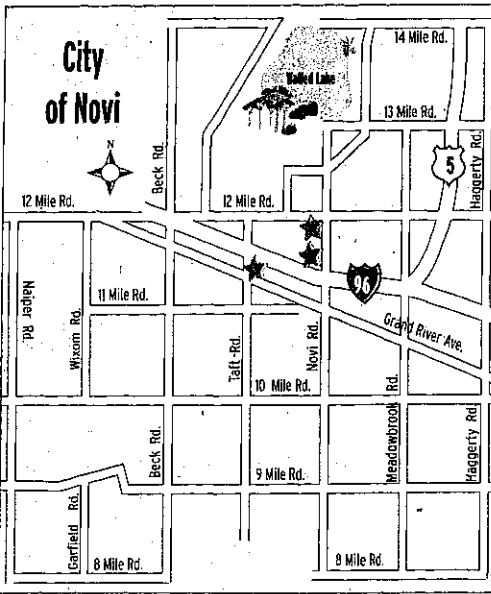 City
of Novi
N
14 Mile Rd.
Walled Lake
13 Mile Rd.
Haggerty Rd.
5
Beck Rd.
12 Mile Rd.
12 Mile Rd.
96
11 Mile Rd.
Naiper Rd.
Wixom Rd.
Grand River Ave.
Taft Rd.
Novi Rd.
10 Mile Rd.
Meadowbrook Rd.
Haggerty Rd.
Beck Rd.
9 Mile Rd.
Garfield Rd.
8 Mile Rd.
8 Mile Rd.